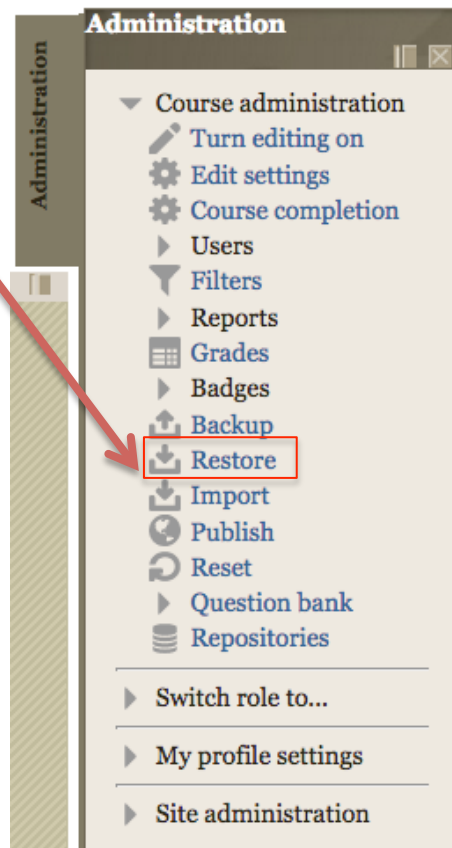 Administration
Administration
Course administration
Turn editing on
Edit settings
Course completion
Users
Filters
Reports
Grades
Badges
Backup
Restore
Import
Publish
Reset
Question bank
Repositories
Switch role to...
My profile settings
Site administration